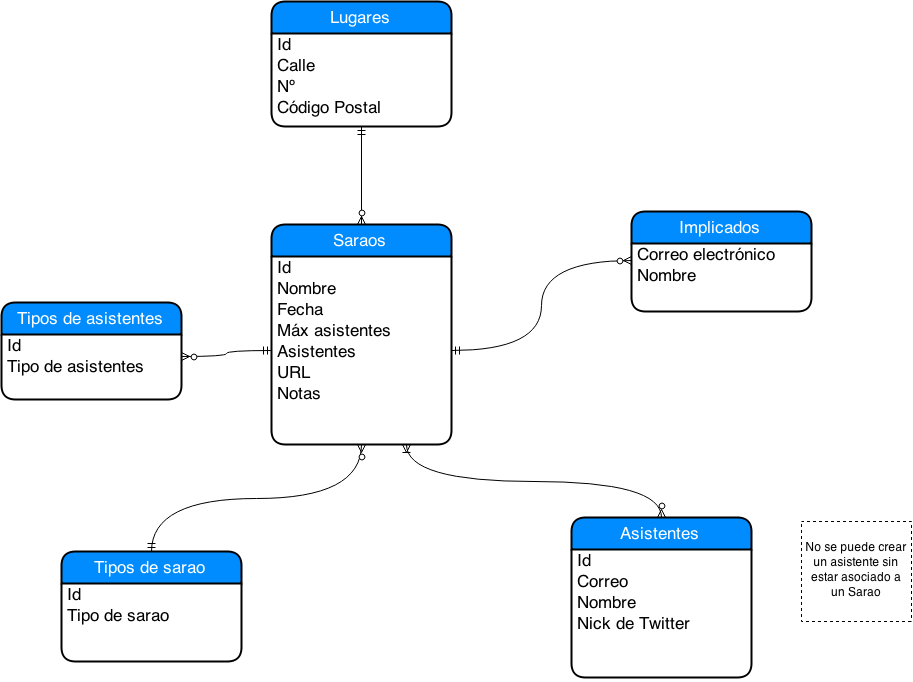 Lugares
Id
Calle
Nº
Código Postal
Saraos
Id
Nombre
Fecha
Máx asistentes
Asistentes
URL
Notas
Implicados
Correo electrónico
Nombre
Tipos de asistentes
Id
Tipo de asistentes
Tipos de sarao
Id
Tipo de sarao
Asistentes
Id
Correo
Nombre
Nick de Twitter
No se puede crear
un asistente sin
estar asociado a
un Sarao